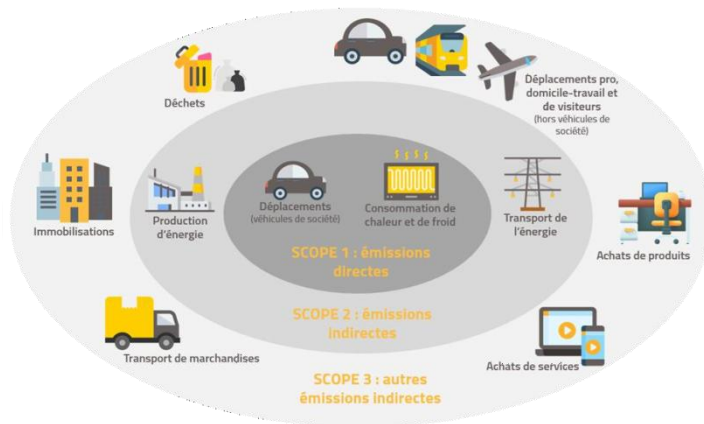 Déchets
Déplacements pro,
domicile-travail et
de visiteurs
(hors véhicules de
société)
Immobilisations
Production
d'énergie
Déplacements
(véhicules de société)
Consommation de
chaleur et de froid
Transport de
l'énergie
Achats de produits
SCOPE 1 : émissions
directes
SCOPE 2 : émissions
indirectes
Transport de marchandises
Achats de services
SCOPE 3 : autres
émissions indirectes